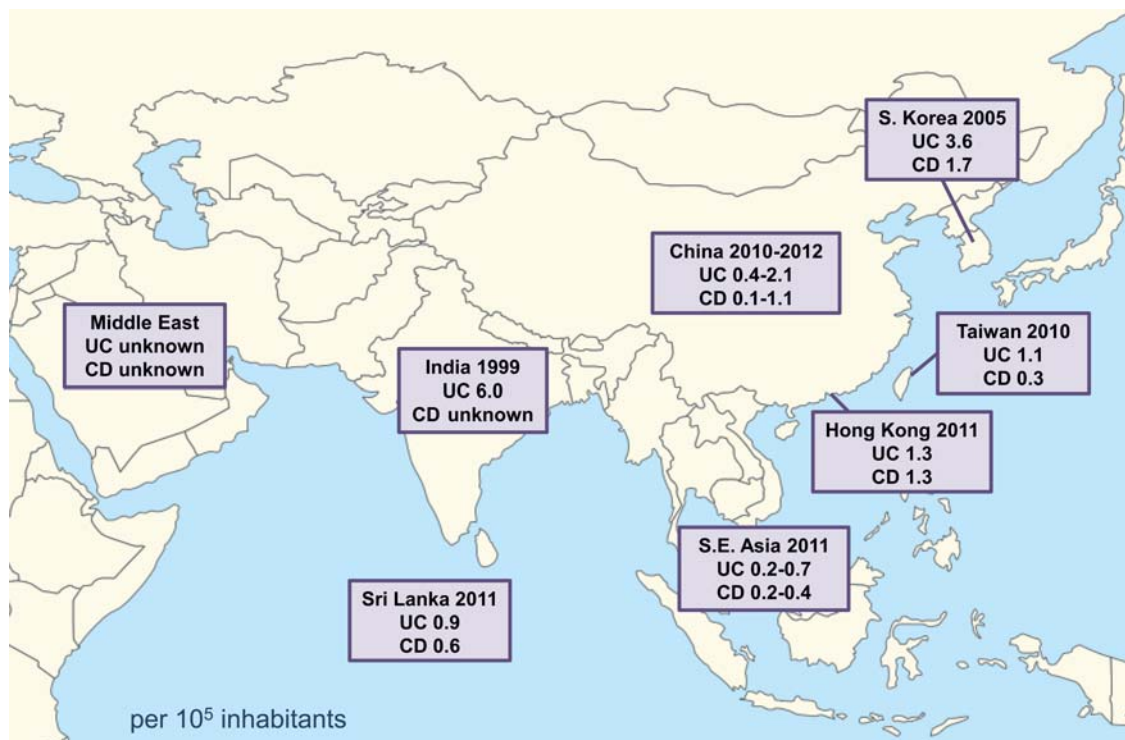 S. Korea 2005
UC 3.6
CD 1.7
China 2010-2012
UC 0.4-2.1
CD 0.1-1.1
Middle East
UC unknown
CD unknown
Taiwan 2010
UC 1.1
CD 0.3
India 1999
UC 6.0
CD unknown
Hong Kong 2011
UC 1.3
CD 1.3
S.E. Asia 2011
UC 0.2-0.7
CD 0.2-0.4
Sri Lanka 2011
UC 0.9
CD 0.6
per 10⁵ inhabitants